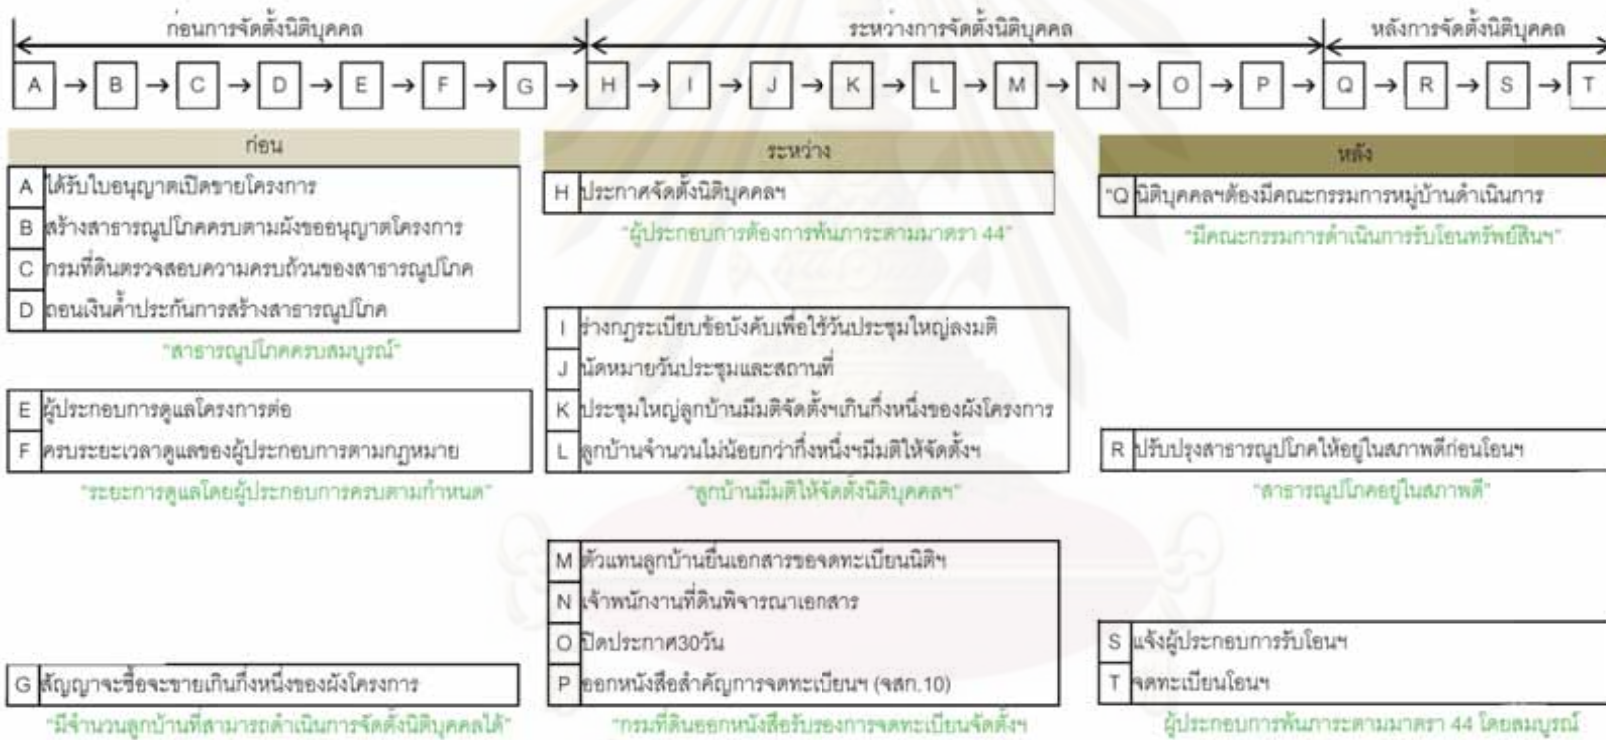 ก่อนการจัดตั้งนิติบุคคล ระหว่างการจัดตั้งนิติบุคคล หลังการจัดตั้งนิติบุคคล
A → B → C → D → E → F → G → H → I → J → K → L → M → N → O → P → Q → R → S → T
ก่อน
A ได้รับใบอนุญาตเปิดขายโครงการ
B สร้างสาธารณูปโภคครบตามผังขออนุญาตโครงการ
C กรมที่ดินตรวจสอบความครบถ้วนของสาธารณูปโภค
D ถอนเงินค้ำประกันการสร้างสาธารณูปโภค
"สาธารณูปโภคครบสมบูรณ์"
E ผู้ประกอบการดูแลโครงการต่อ
F ครบระยะเวลาดูแลของผู้ประกอบการตามกฎหมาย
"ระยะการดูแลโดยผู้ประกอบการครบตามกำหนด"
G สัญญาจะซื้อจะขายเกินกึ่งหนึ่งของผังโครงการ
"มีจำนวนลูกบ้านที่สามารถดำเนินการจัดตั้งนิติบุคคลได้"
ระหว่าง
H ประกาศจัดตั้งนิติบุคคลฯ
"ผู้ประกอบการต้องการพ้นภาระตามมาตรา 44"
I ร่างกฎระเบียบข้อบังคับเพื่อใช้วันประชุมใหญ่ลงมติ
J นัดหมายวันประชุมและสถานที่
K ประชุมใหญ่ลูกบ้านมีมติจัดตั้งฯเกินกึ่งหนึ่งของผังโครงการ
L ลูกบ้านจำนวนไม่น้อยกว่ากึ่งหนึ่งฯมีมติให้จัดตั้งฯ
"ลูกบ้านมีมติให้จัดตั้งนิติบุคคลฯ"
M ตัวแทนลูกบ้านยื่นเอกสารขอจดทะเบียนนิติฯ
N เจ้าพนักงานที่ดินพิจารณาเอกสาร
O ปิดประกาศ30วัน
P ออกหนังสือสำคัญการจดทะเบียนฯ (จสก.10)
"กรมที่ดินออกหนังสือรับรองการจดทะเบียนจัดตั้งฯ
หลัง
"Q นิติบุคคลฯต้องมีคณะกรรมการหมู่บ้านดำเนินการ
"มีคณะกรรมการดำเนินการรับโอนทรัพย์สินฯ"
R ปรับปรุงสาธารณูปโภคให้อยู่ในสภาพดีก่อนโอนฯ
"สาธารณูปโภคอยู่ในสภาพดี"
S แจ้งผู้ประกอบการรับโอนฯ
T จดทะเบียนโอนฯ
ผู้ประกอบการพ้นภาระตามมาตรา 44 โดยสมบูรณ์